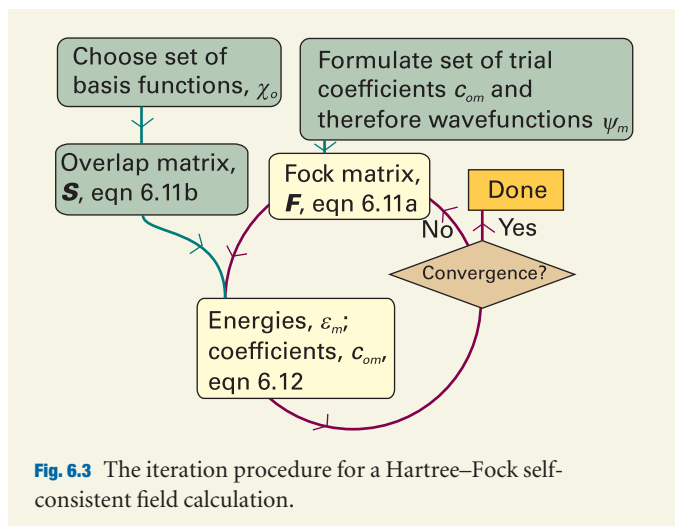 Choose set of
basis functions, χₒ
Formulate set of trial
coefficients cₒₘ and
therefore wavefunctions ψₘ
Overlap matrix,
S, eqn 6.11b
Fock matrix,
F, eqn 6.11a
Done
No
Yes
Convergence?
Energies, εₘ;
coefficients, cₒₘ,
eqn 6.12
Fig. 6.3 The iteration procedure for a Hartree–Fock self-
consistent field calculation.